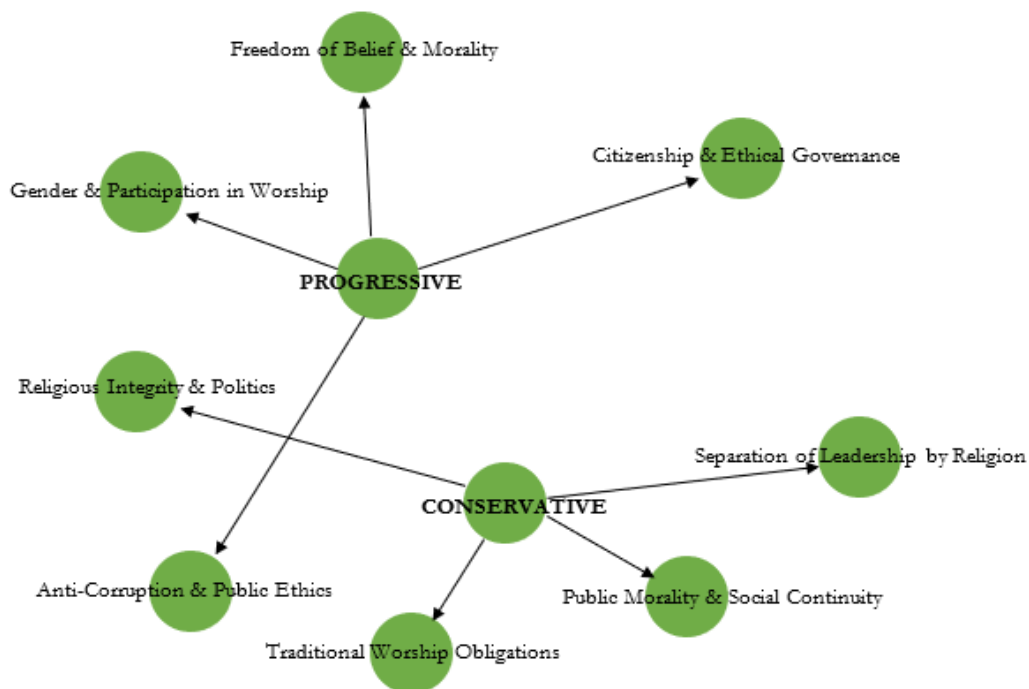 Freedom of Belief & Morality
Citizenship & Ethical Governance
Gender & Participation in Worship
PROGRESSIVE
Religious Integrity & Politics
Separation of Leadership by Religion
CONSERVATIVE
Anti-Corruption & Public Ethics
Public Morality & Social Continuity
Traditional Worship Obligations